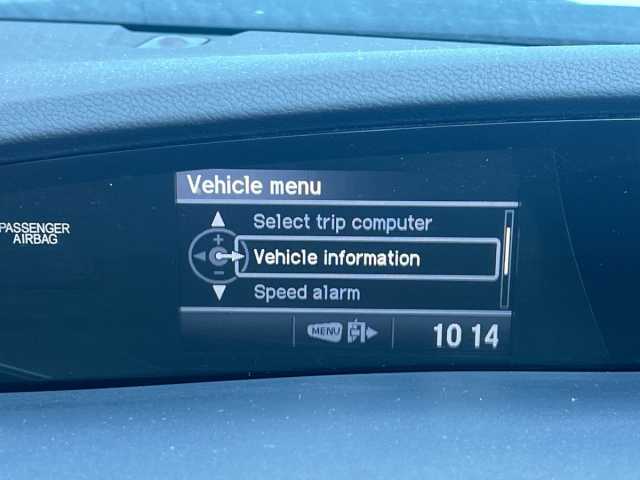 Vehicle menu
Select trip computer
PASSENGER
AIRBAG
Vehicle information
Speed alarm
MENU
10 14